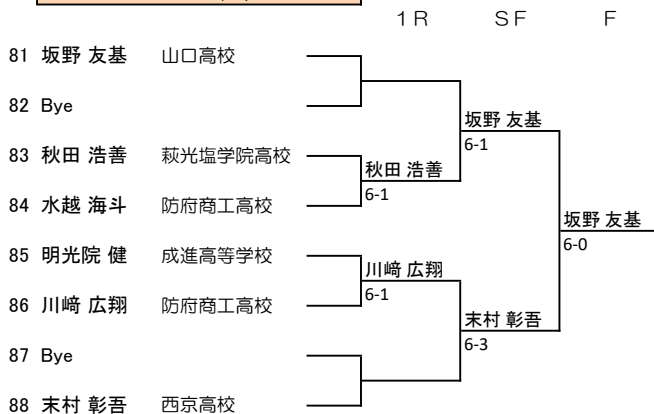 1R SF F
81 坂野 友基 山口高校
82 Bye
坂野 友基
6-1
83 秋田 浩善 萩光塩学院高校
秋田 浩善
6-1
84 水越 海斗 防府商工高校
坂野 友基
6-0
85 明光院 健 成進高等学校
川﨑 広翔
6-1
86 川﨑 広翔 防府商工高校
末村 彰吾
6-3
87 Bye
88 末村 彰吾 西京高校